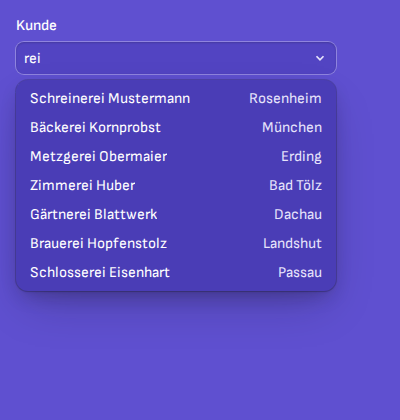 Kunde
rei
Schreinerei Mustermann Rosenheim
Bäckerei Kornprobst München
Metzgerei Obermaier Erding
Zimmerei Huber Bad Tölz
Gärtnerei Blattwerk Dachau
Brauerei Hopfenstolz Landshut
Schlosserei Eisenhart Passau